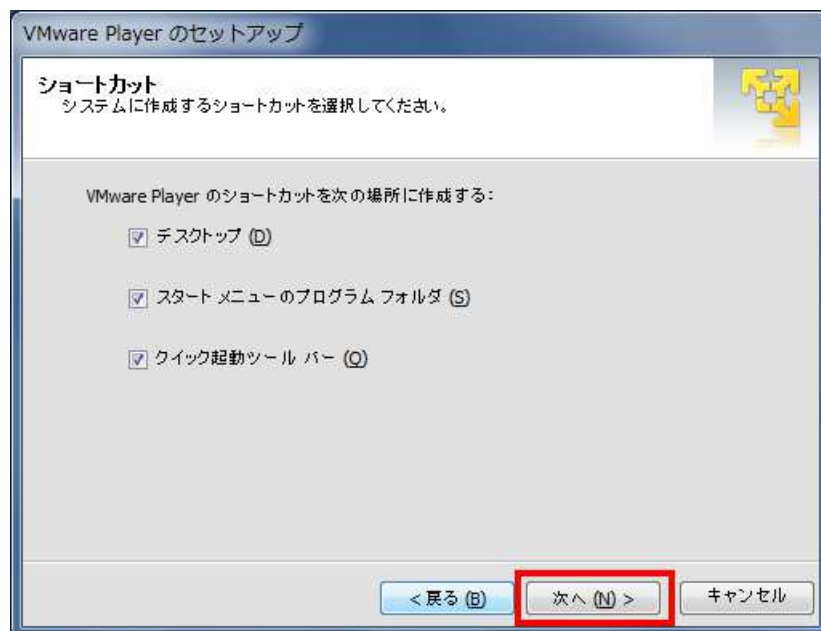 VMware Player のセットアップ
ショートカット
システムに作成するショートカットを選択してください。
VMware Player のショートカットを次の場所に作成する:
デスクトップ (D)
スタート メニューのプログラム フォルダ (S)
クイック起動ツール バー (Q)
< 戻る (B)
次へ (N) >
キャンセル